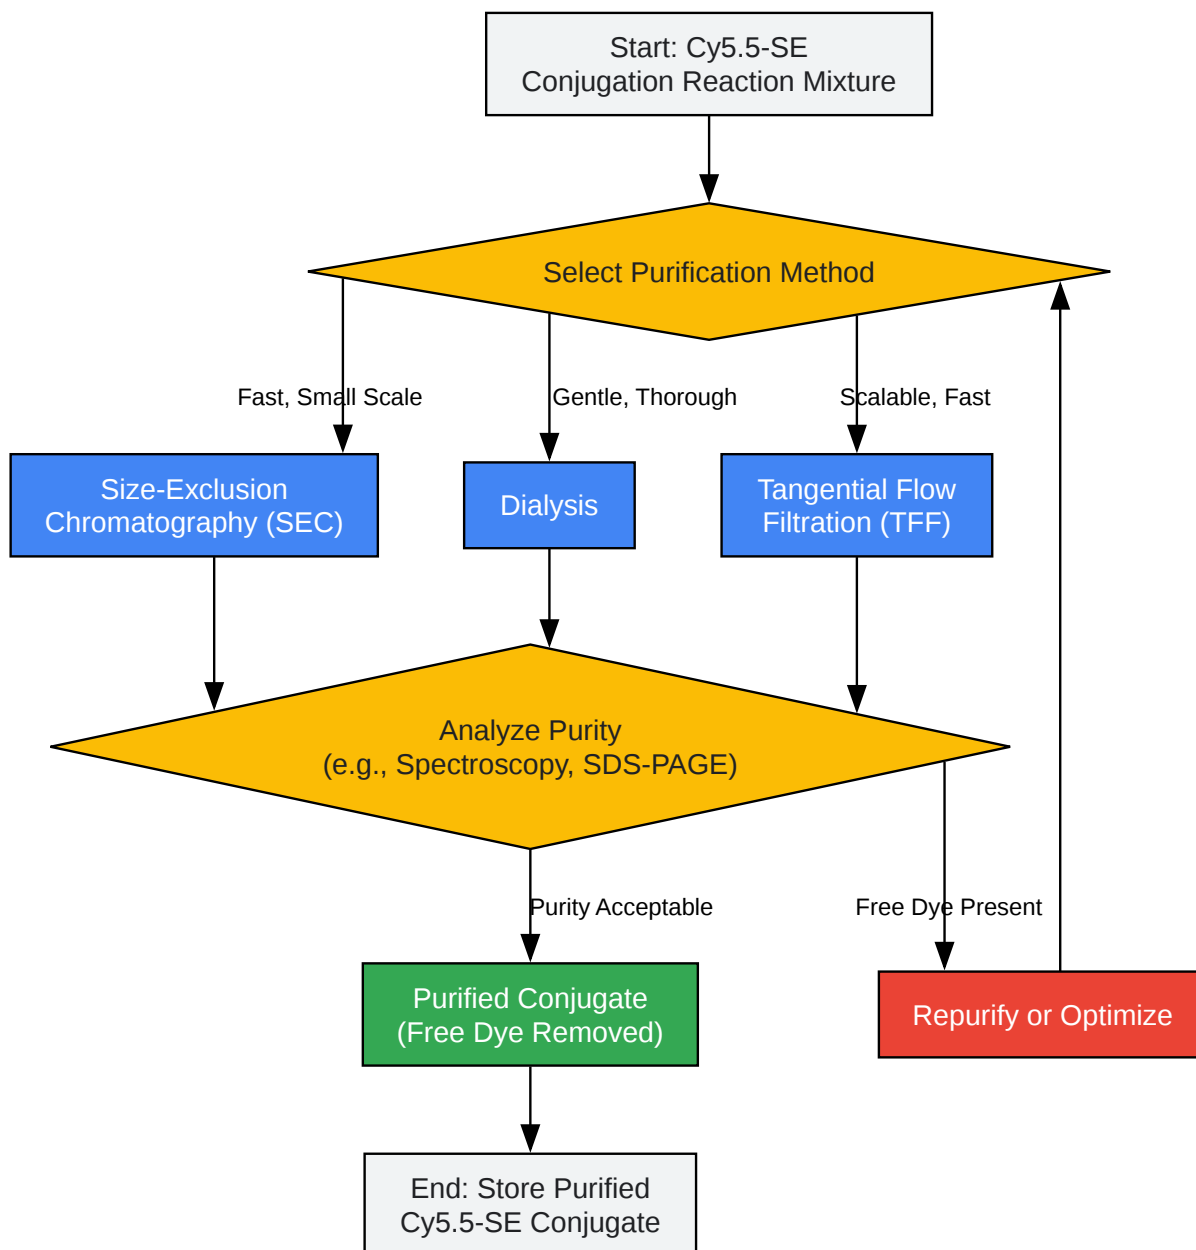 Start: Cy5.5-SE
Conjugation Reaction Mixture
Select Purification Method
Fast, Small Scale
Gentle, Thorough
Scalable, Fast
Size-Exclusion
Chromatography (SEC)
Dialysis
Tangential Flow
Filtration (TFF)
Analyze Purity
(e.g., Spectroscopy, SDS-PAGE)
Purity Acceptable
Free Dye Present
Purified Conjugate
(Free Dye Removed)
Repurify or Optimize
End: Store Purified
Cy5.5-SE Conjugate